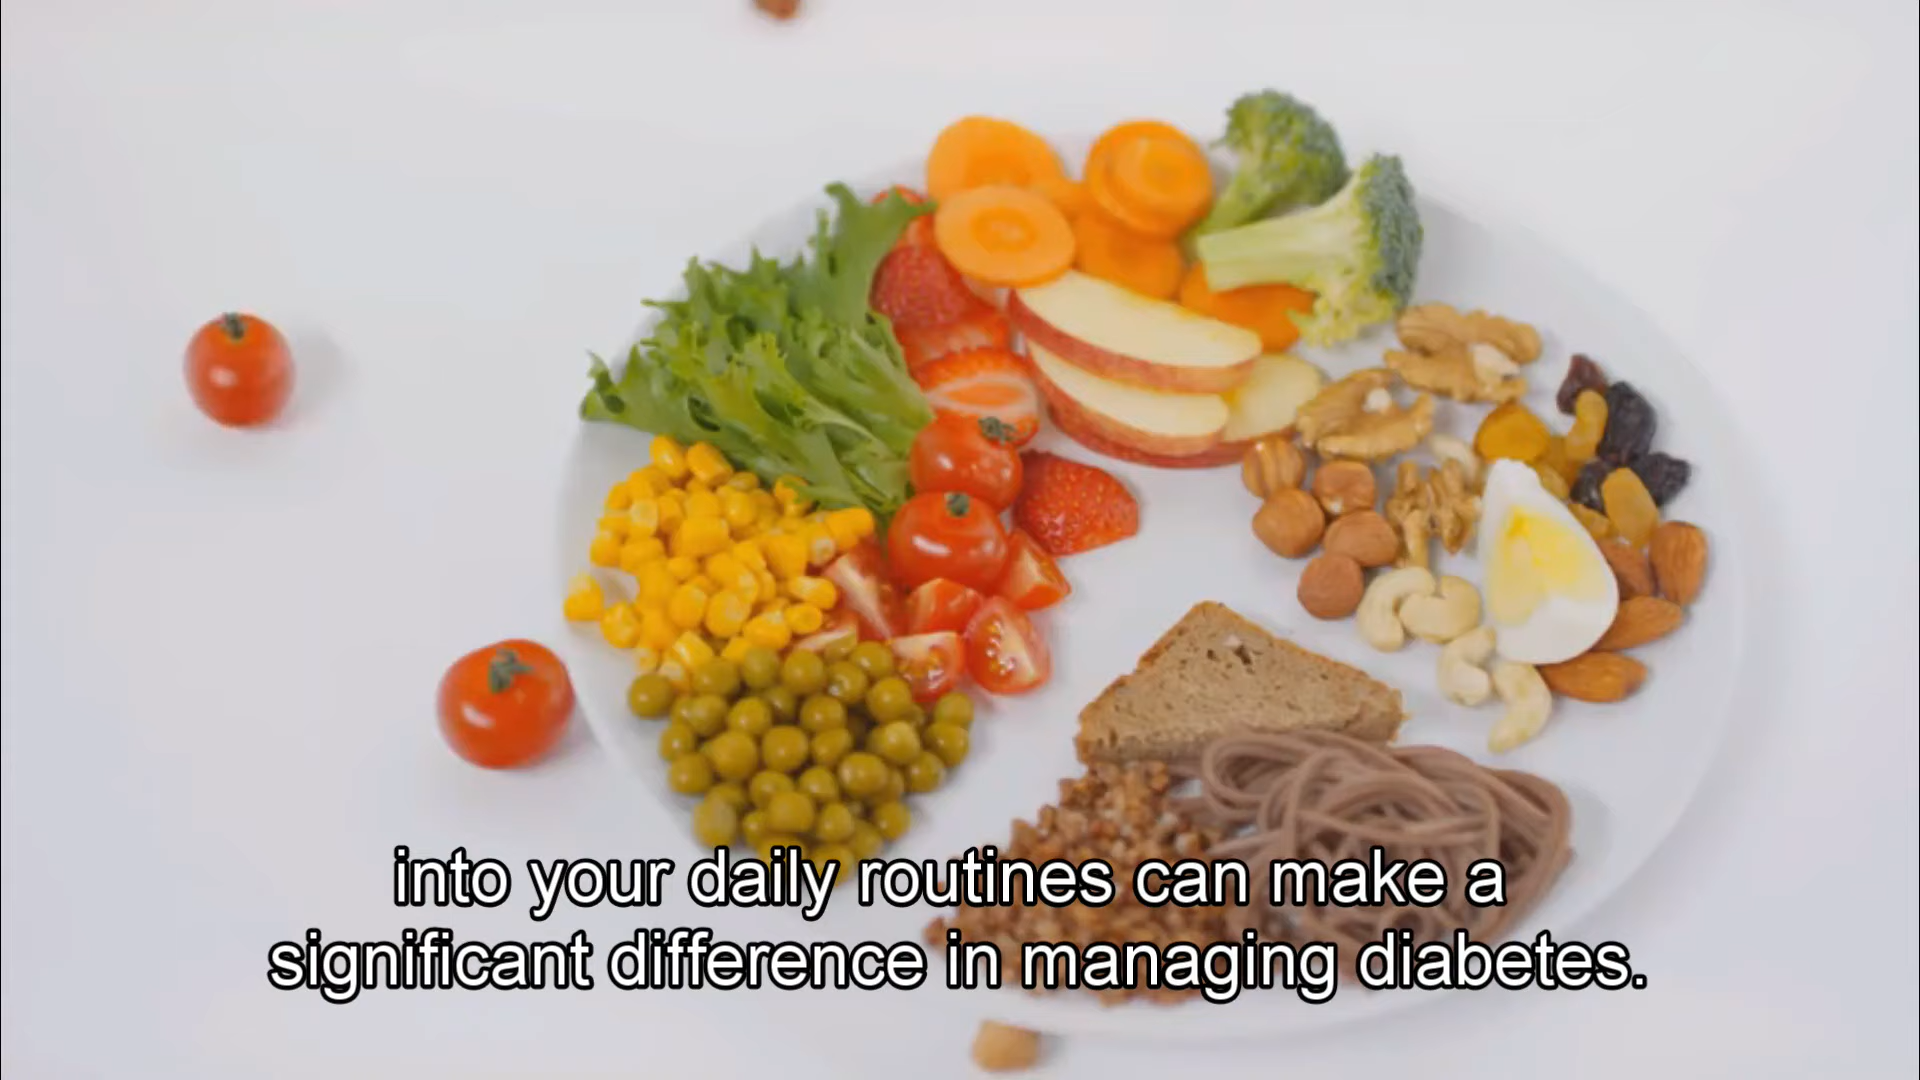 into your daily routines can make a
significant difference in managing diabetes.